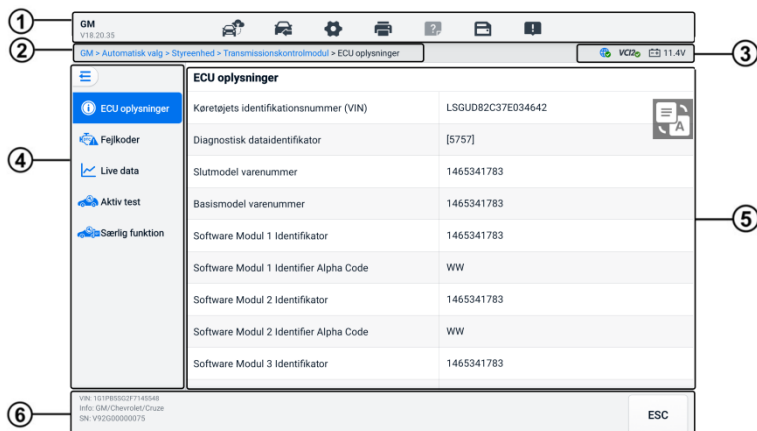 1
GM
V18.20.35
2
GM > Automatisk valg > Styreenhed > Transmissionskontrolmodul > ECU oplysninger
VCI2 11.4V
3
4
ECU oplysninger
Fejlkoder
Live data
Aktiv test
Særlig funktion
ECU oplysninger
Køretøjets identifikationsnummer (VIN) LSGUD82C37E034642
A
Diagnostisk dataidentifikator [5757]
Slutmodel varenummer 1465341783
Basismodel varenummer 1465341783
Software Modul 1 Identifikator 1465341783
Software Modul 1 Identifier Alpha Code WW
Software Modul 2 Identifikator 1465341783
Software Modul 2 Identifier Alpha Code WW
Software Modul 3 Identifikator 1465341783
5
6
VIN: 1G1PB5SG2F7145548
Info: GM/Chevrolet/Cruze
SN: V92G00000075
ESC